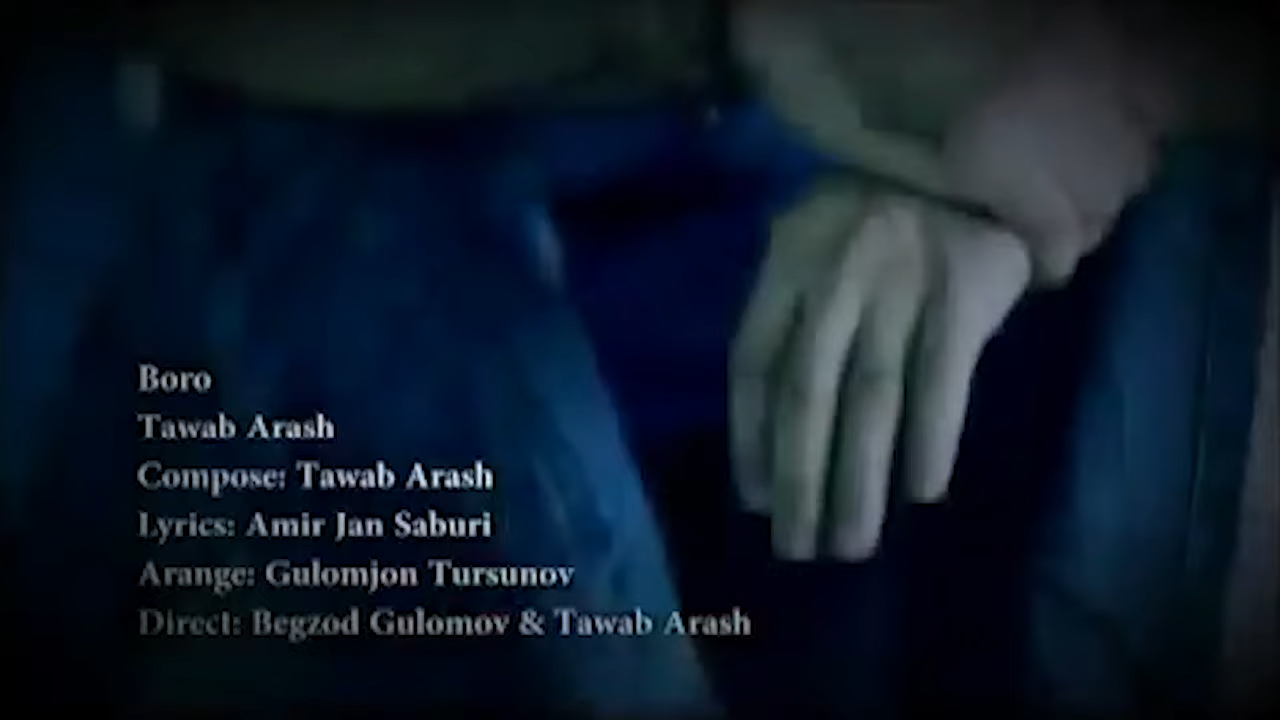 Boro
Tawab Arash
Compose: Tawab Arash
Lyrics: Amir Jan Saburi
Arange: Gulomjon Tursunov
Direct: Begzod Gulomov & Tawab Arash